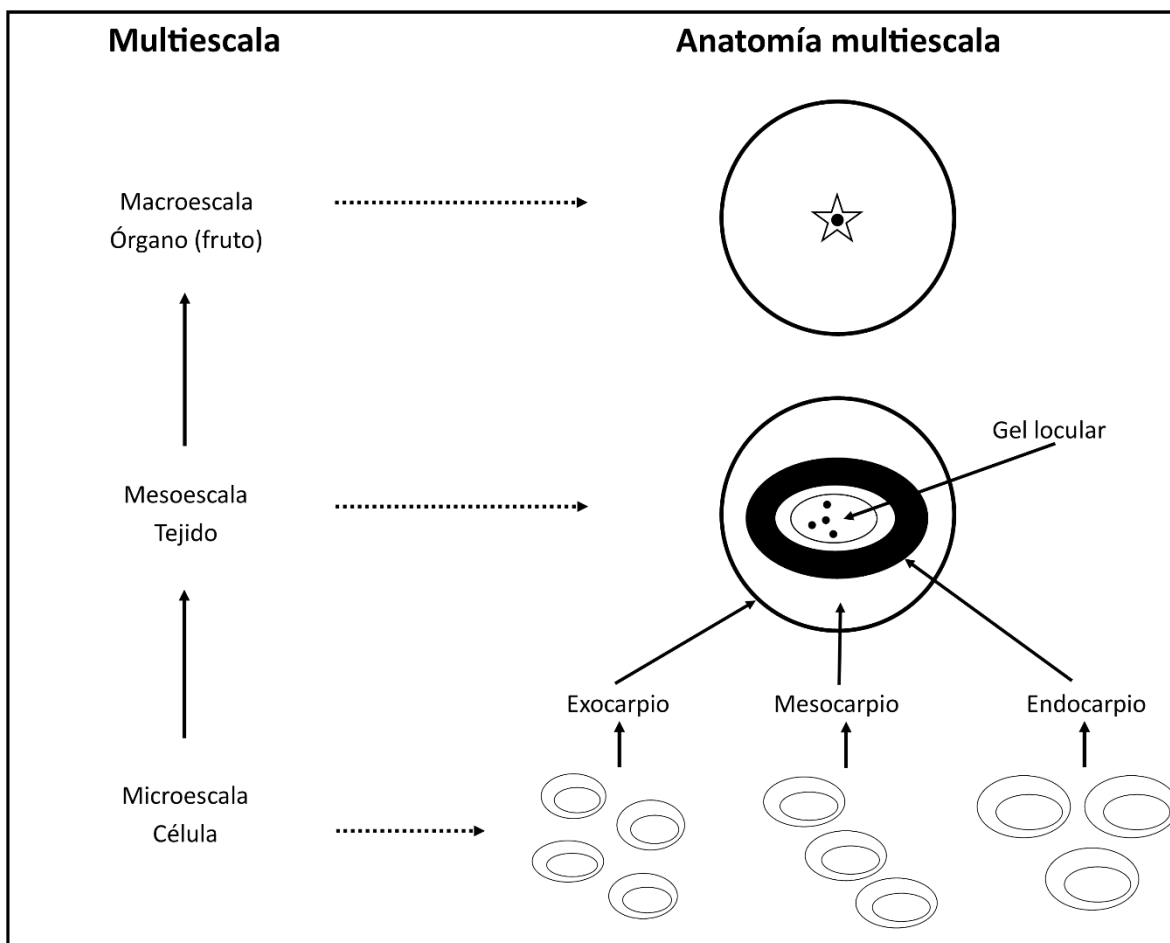 Multiescala
Anatomía multiescala
Macroescala
Órgano (fruto)
Gel locular
Mesoescala
Tejido
Exocarpio
Mesocarpio
Endocarpio
Microescala
Célula